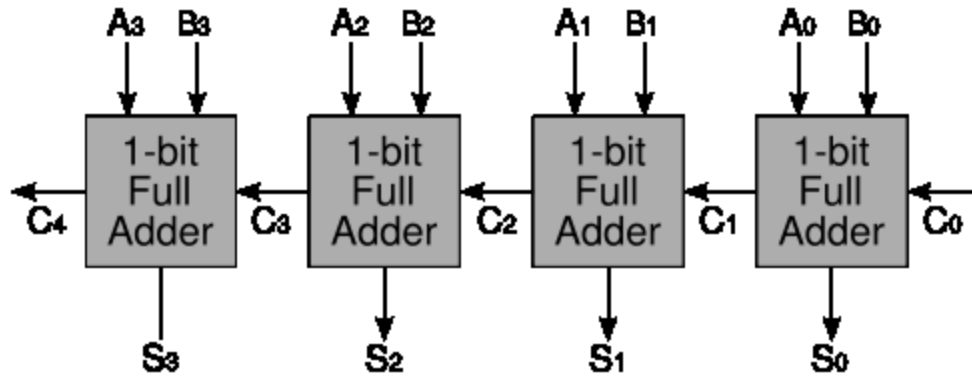 A3 B3 A2 B2 A1 B1 A0 B0
1-bit Full Adder
1-bit Full Adder
1-bit Full Adder
1-bit Full Adder
C4 C3 C2 C1 C0
S3 S2 S1 S0